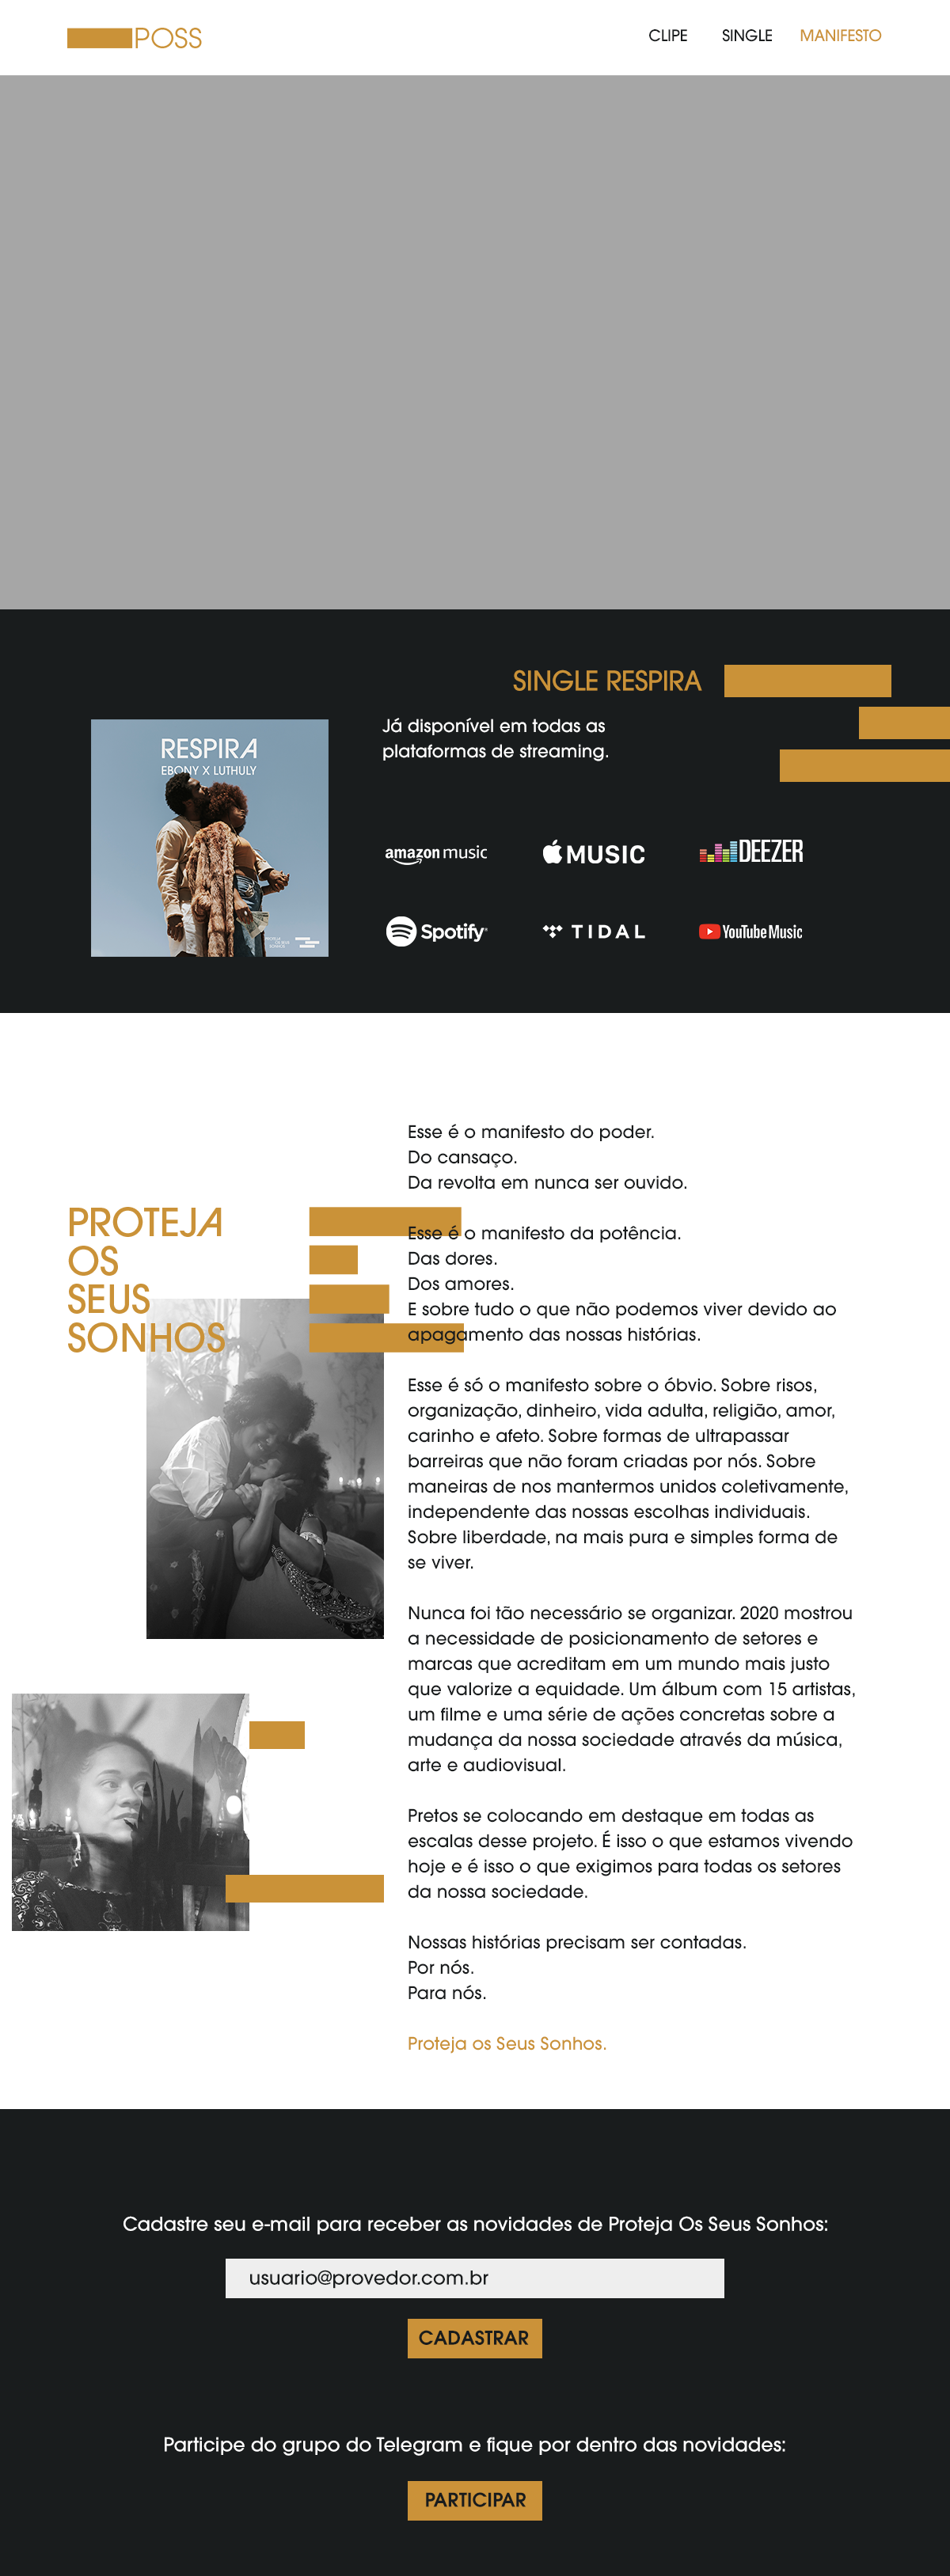 POSS
CLIPE
SINGLE
MANIFESTO
SINGLE RESPIRA
Já disponível em todas as
plataformas de streaming.
RESPIRA
EBONY X LUTHULY
amazon music
MUSIC
DEEZER
Spotify
TIDAL
YouTube Music
PROTEJA
OS
SEUS
SONHOS
Esse é o manifesto do poder.
Do cansaço.
Da revolta em nunca ser ouvido.
Esse é o manifesto da potência.
Das dores.
Dos amores.
E sobre tudo o que não podemos viver devido ao
apagamento das nossas histórias.
Esse é só o manifesto sobre o óbvio. Sobre risos,
organização, dinheiro, vida adulta, religião, amor,
carinho e afeto. Sobre formas de ultrapassar
barreiras que não foram criadas por nós. Sobre
maneiras de nos mantermos unidos coletivamente,
independente das nossas escolhas individuais.
Sobre liberdade, na mais pura e simples forma de
se viver.
Nunca foi tão necessário se organizar. 2020 mostrou
a necessidade de posicionamento de setores e
marcas que acreditam em um mundo mais justo
que valorize a equidade. Um álbum com 15 artistas,
um filme e uma série de ações concretas sobre a
mudança da nossa sociedade através da música,
arte e audiovisual.
Pretos se colocando em destaque em todas as
escalas desse projeto. É isso o que estamos vivendo
hoje e é isso o que exigimos para todas os setores
da nossa sociedade.
Nossas histórias precisam ser contadas.
Por nós.
Para nós.
Proteja os Seus Sonhos.
Cadastre seu e-mail para receber as novidades de Proteja Os Seus Sonhos:
usuario@provedor.com.br
CADASTRAR
Participe do grupo do Telegram e fique por dentro das novidades:
PARTICIPAR